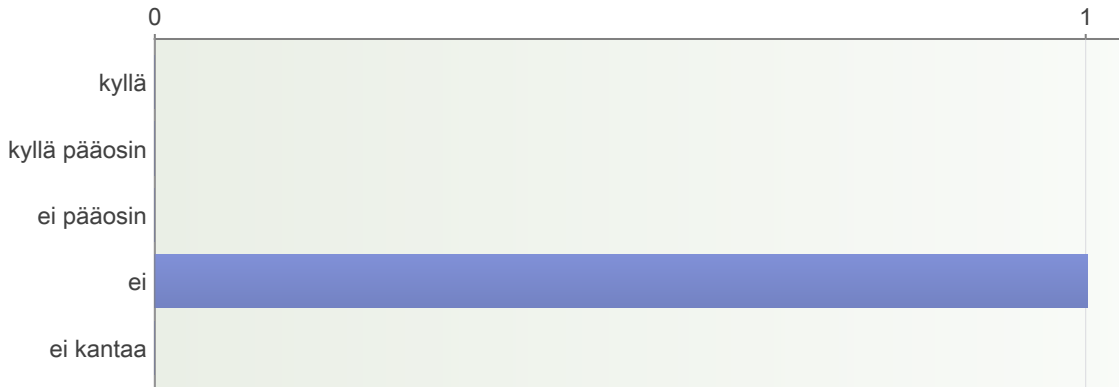 0 1
kyllä
kyllä pääosin
ei pääosin
ei
ei kantaa